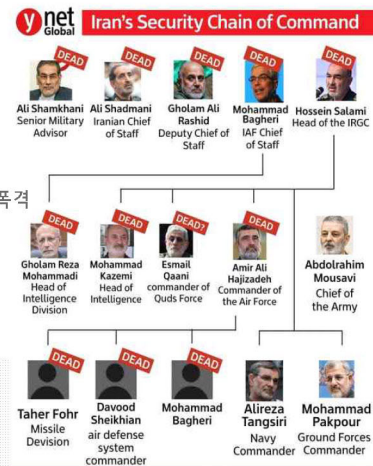 ynet
Global
Iran's Security Chain of Command
DEAD
DEAD
DEAD
DEAD
DEAD
Ali Shamkhani
Senior Military
Advisor
Ali Shadmani
Iranian Chief
of Staff
Gholam Ali
Rashid
Deputy Chief of
Staff
Mohammad
Bagheri
IAF Chief
of Staff
Hossein Salami
Head of the IRGC
폭격
DEAD
DEAD
DEAD?
DEAD
Gholam Reza
Mohammadi
Head of
Intelligence
Division
Mohammad
Kazemi
Head of
Intelligence
Esmail
Qaani
commander of
Quds Force
Amir Ali
Hajizadeh
Commander of
the Air Force
Abdolrahim
Mousavi
Chief of
the Army
DEAD
DEAD
DEAD
Taher Fohr
Missile
Devision
Davood
Sheikhian
air defense
system
commander
Mohammad
Bagheri
Alireza
Tangsiri
Navy
Commander
Mohammad
Pakpour
Ground Forces
Commander